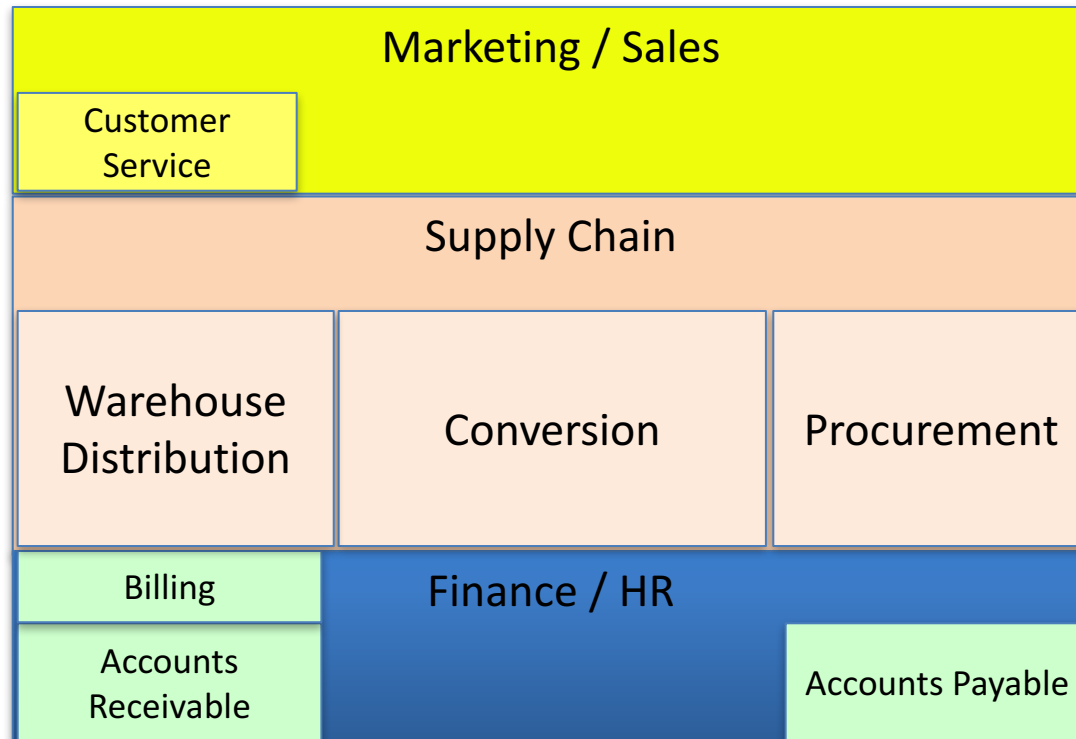 Marketing / Sales
Customer
Service
Supply Chain
Warehouse
Distribution
Conversion
Procurement
Billing
Finance / HR
Accounts
Receivable
Accounts Payable